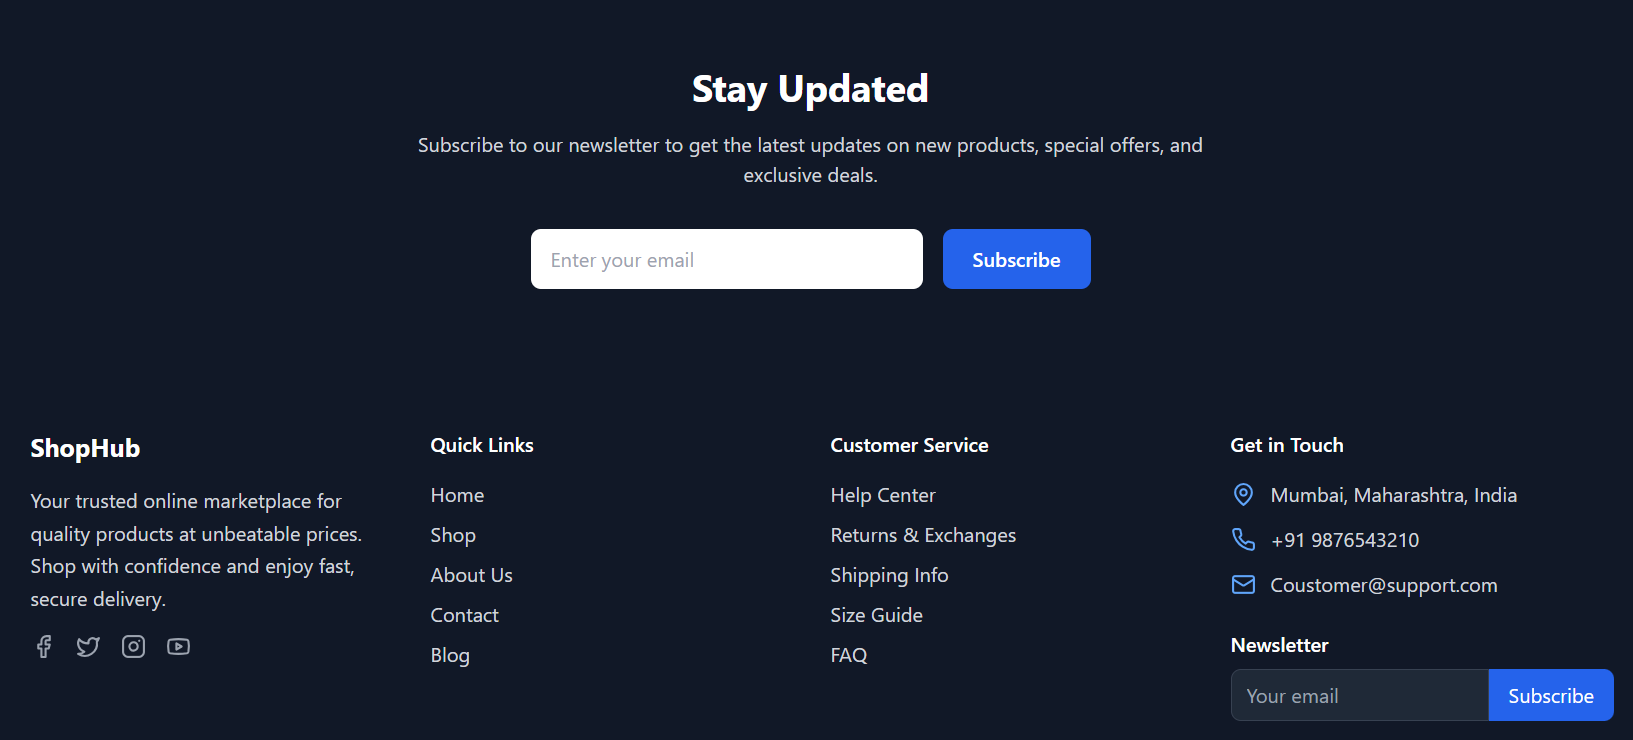 Stay Updated
Subscribe to our newsletter to get the latest updates on new products, special offers, and
exclusive deals.
Enter your email
Subscribe
ShopHub
Your trusted online marketplace for
quality products at unbeatable prices.
Shop with confidence and enjoy fast,
secure delivery.
Quick Links
Home
Shop
About Us
Contact
Blog
Customer Service
Help Center
Returns & Exchanges
Shipping Info
Size Guide
FAQ
Get in Touch
Mumbai, Maharashtra, India
+91 9876543210
Coustomer@support.com
Newsletter
Your email
Subscribe